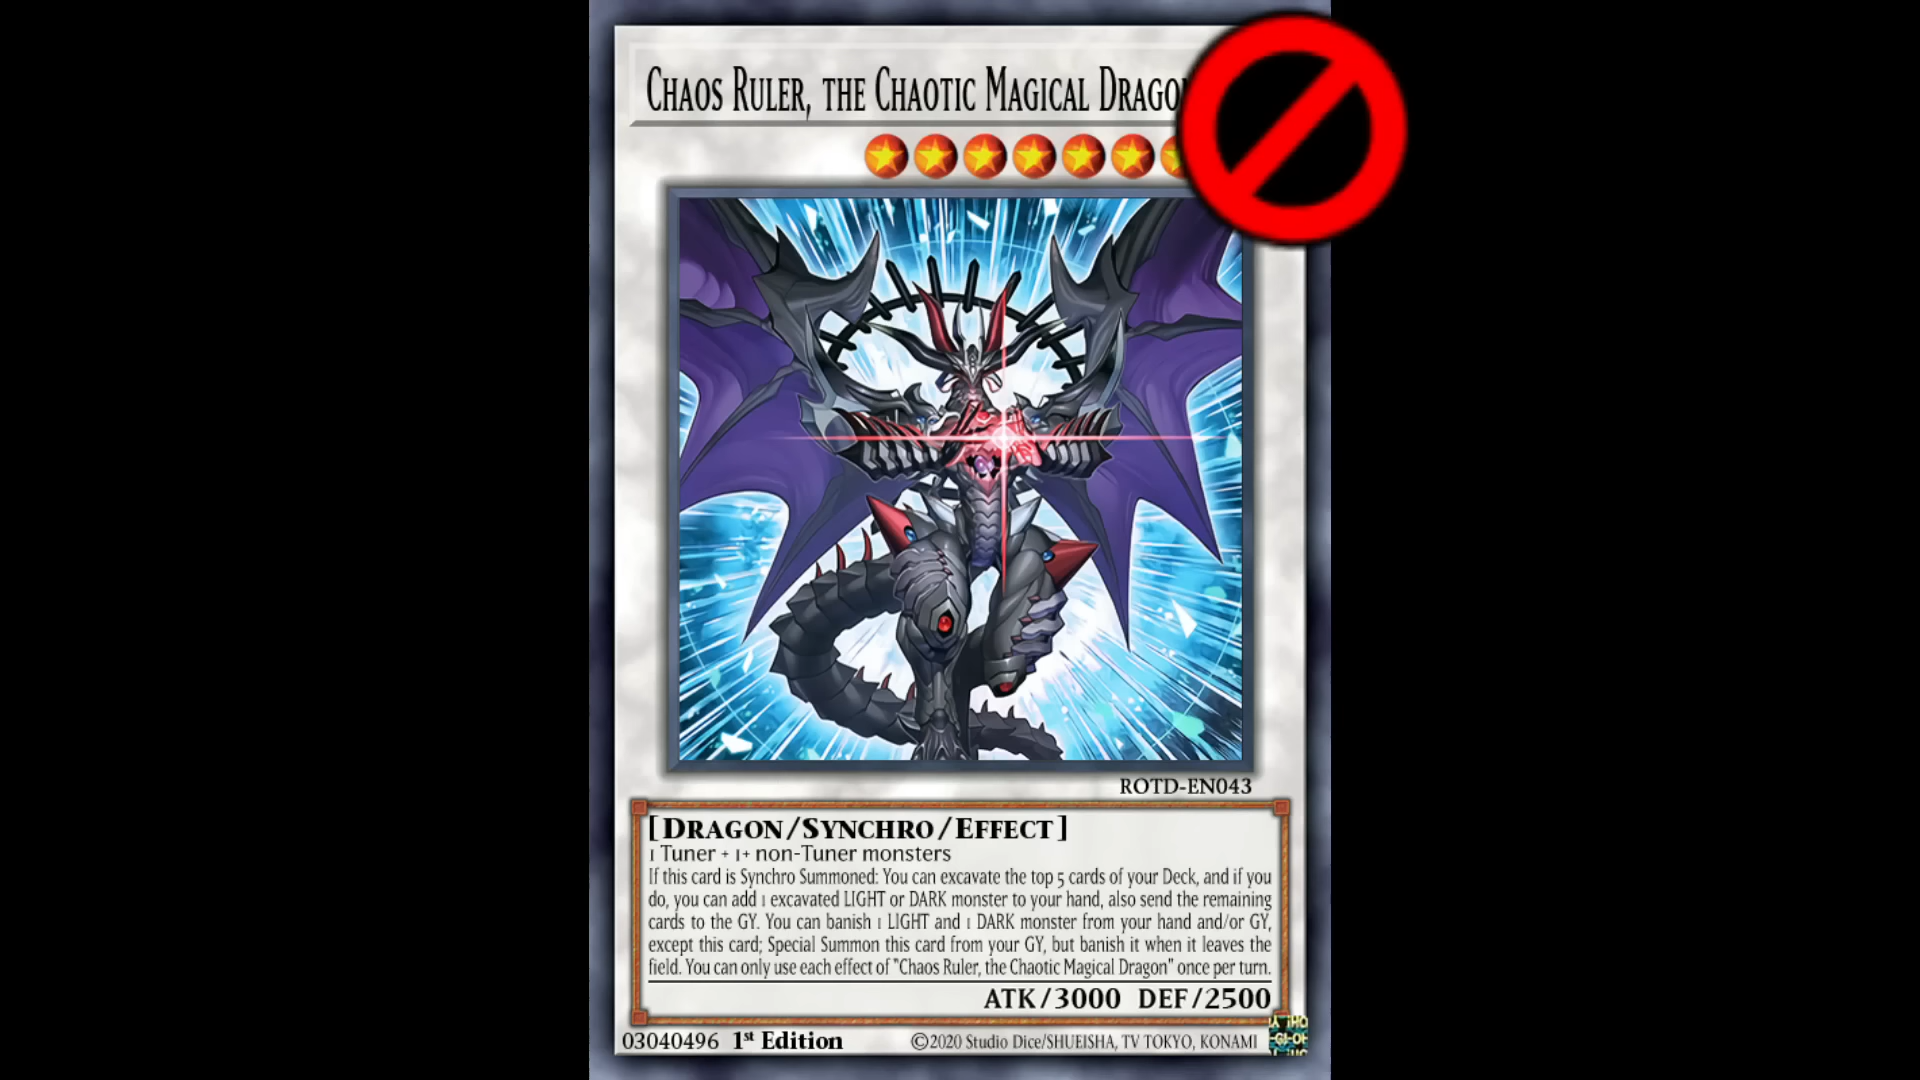 CHAOS RULER, THE CHAOTIC MAGICAL DRAGO
ROTD-EN043
[DRAGON/SYNCHRO/EFFECT]
1 Tuner + 1+ non-Tuner monsters
If this card is Synchro Summoned: You can excavate the top 5 cards of your Deck, and if you
do, you can add 1 excavated LIGHT or DARK monster to your hand, also send the remaining
cards to the GY. You can banish 1 LIGHT and 1 DARK monster from your hand and/or GY,
except this card; Special Summon this card from your GY, but banish it when it leaves the
field. You can only use each effect of "Chaos Ruler, the Chaotic Magical Dragon" once per turn.
ATK/3000 DEF/2500
03040496 1st Edition ©2020 Studio Dice/SHUEISHA, TV TOKYO, KONAMI